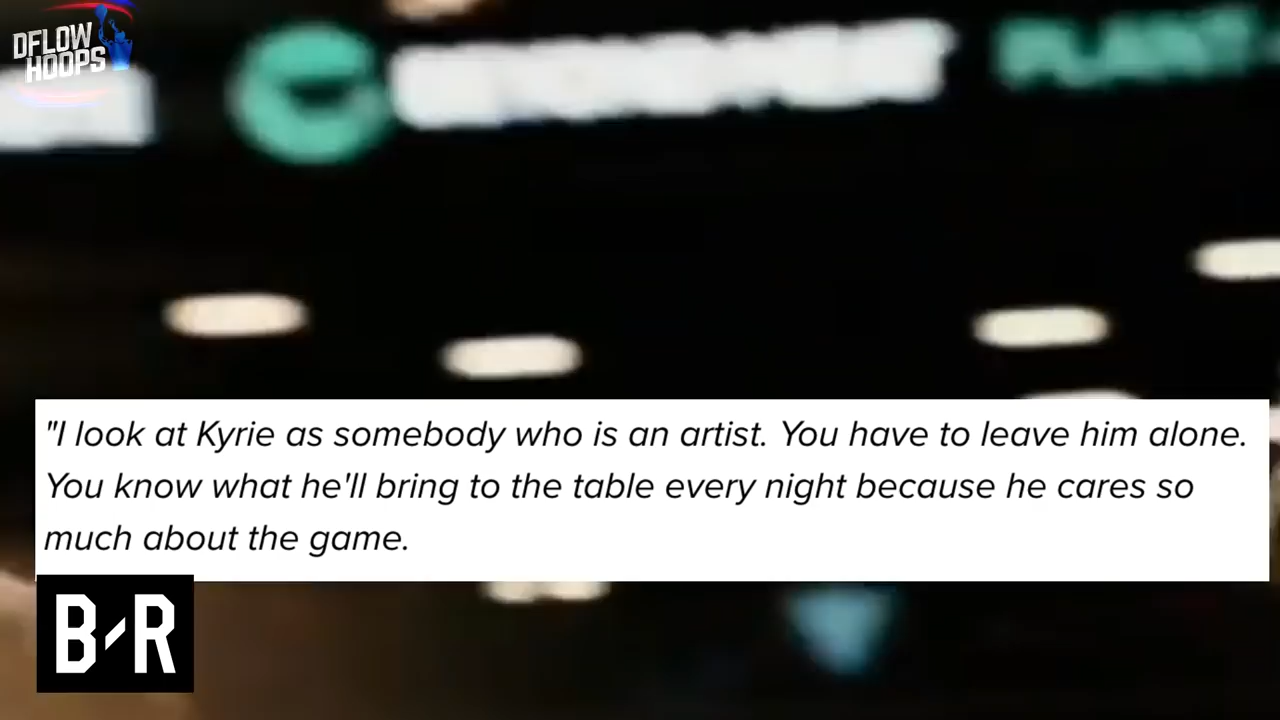 DFLOW
HOOPS
PLANT-
"I look at Kyrie as somebody who is an artist. You have to leave him alone.
You know what he'll bring to the table every night because he cares so
much about the game.
B-R